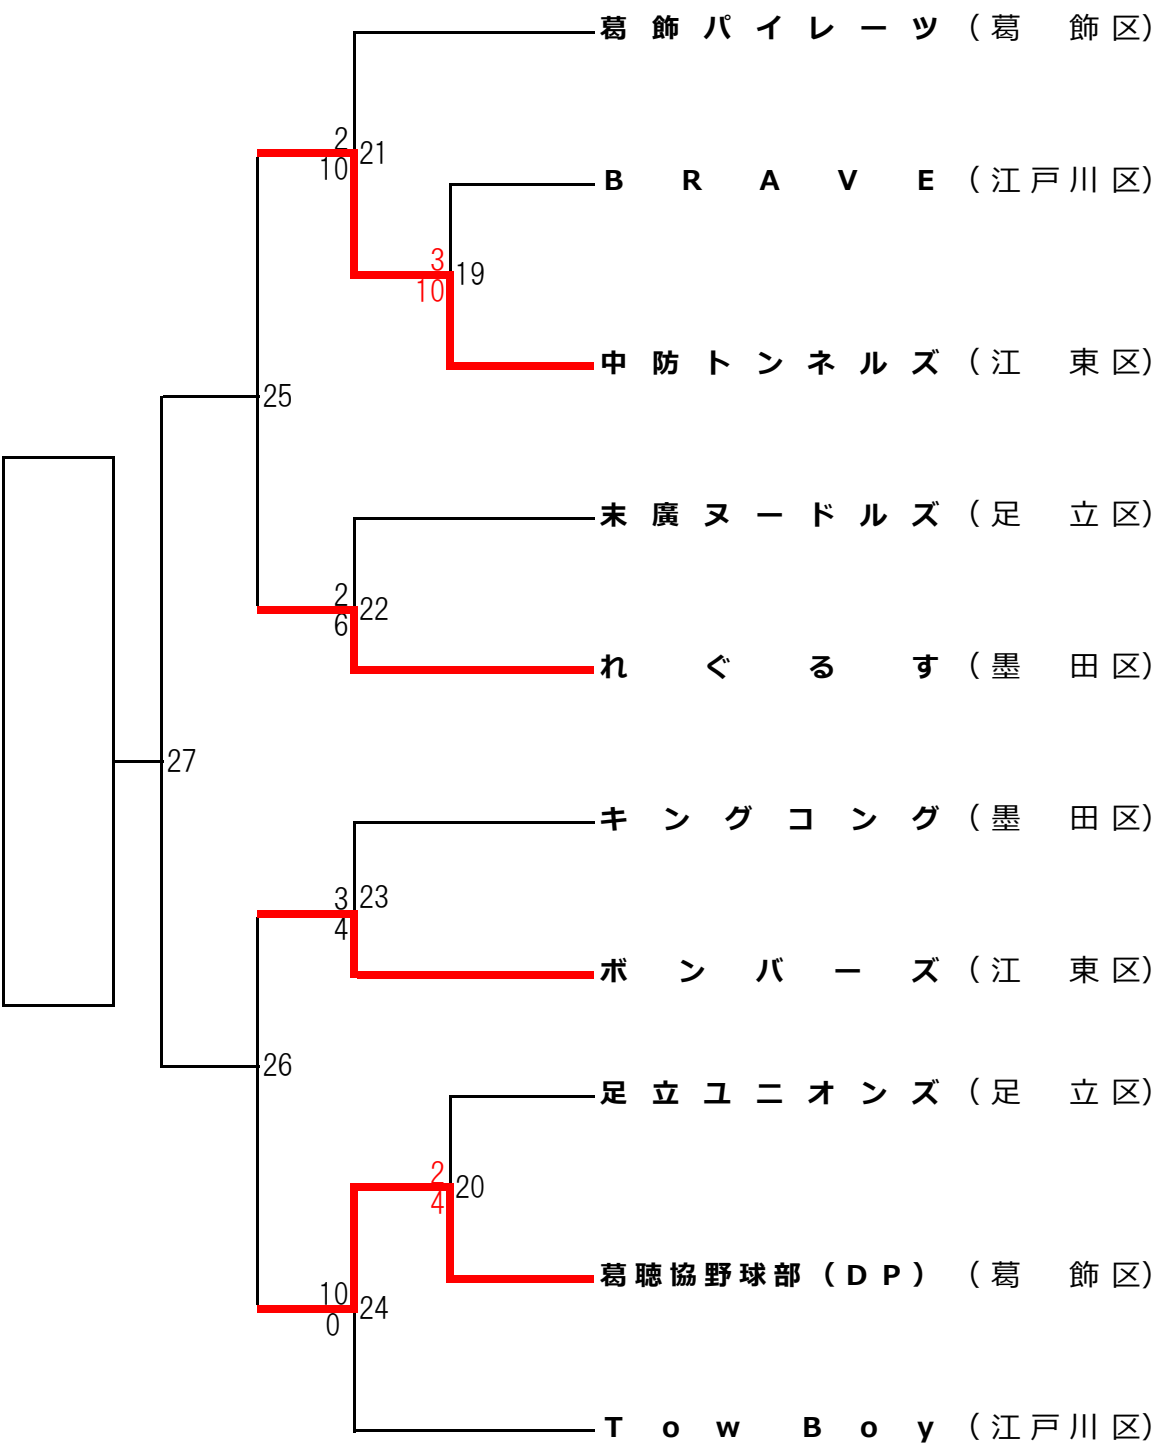 葛飾パイレーツ（葛飾区）
2
10 21
BRAVE（江戸川区）
3
10 19
中防トンネルズ（江東区）
25
末廣ヌードルズ（足立区）
2
6 22
れぐるす（墨田区）
27
キングコング（墨田区）
3
4 23
ボンバーズ（江東区）
26
足立ユニオンズ（足立区）
2
4 20
葛聴協野球部（DP）（葛飾区）
10
0 24
Tow Boy（江戸川区）